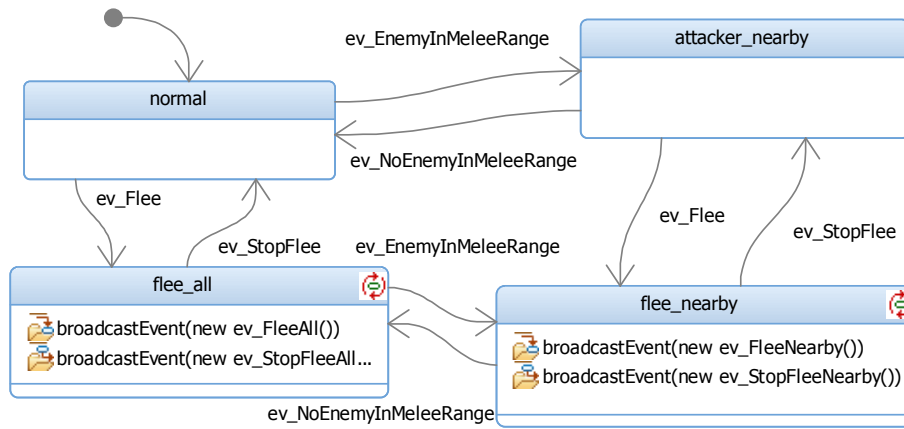 ev_EnemyInMeleeRange
attacker_nearby
normal
ev_NoEnemyInMeleeRange
ev_Flee
ev_Flee
ev_StopFlee
ev_StopFlee
ev_EnemyInMeleeRange
flee_all
flee_nearby
broadcastEvent(new ev_FleeAll())
broadcastEvent(new ev_StopFleeAll...
broadcastEvent(new ev_FleeNearby())
broadcastEvent(new ev_StopFleeNearby())
ev_NoEnemyInMeleeRange